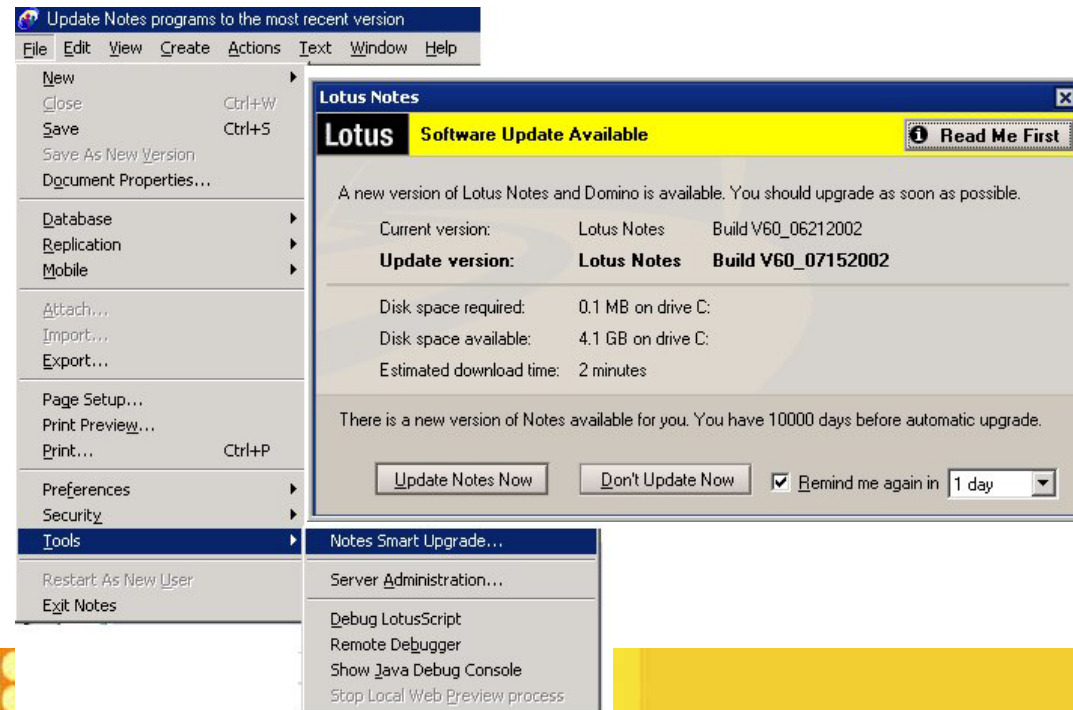 Update Notes programs to the most recent version
File Edit View Create Actions Text Window Help
New
Close Ctrl+W
Save Ctrl+S
Save As New Version
Document Properties...
Database
Replication
Mobile
Attach...
Import...
Export...
Page Setup...
Print Preview...
Print... Ctrl+P
Preferences
Security
Tools
Restart As New User
Exit Notes
Lotus Notes
Lotus Software Update Available Read Me First
A new version of Lotus Notes and Domino is available. You should upgrade as soon as possible.
Current version: Lotus Notes Build V60_06212002
Update version: Lotus Notes Build V60_07152002
Disk space required: 0.1 MB on drive C:
Disk space available: 4.1 GB on drive C:
Estimated download time: 2 minutes
There is a new version of Notes available for you. You have 10000 days before automatic upgrade.
Update Notes Now Don't Update Now Remind me again in 1 day
Notes Smart Upgrade...
Server Administration...
Debug LotusScript
Remote Debugger
Show Java Debug Console
Stop Local Web Preview process